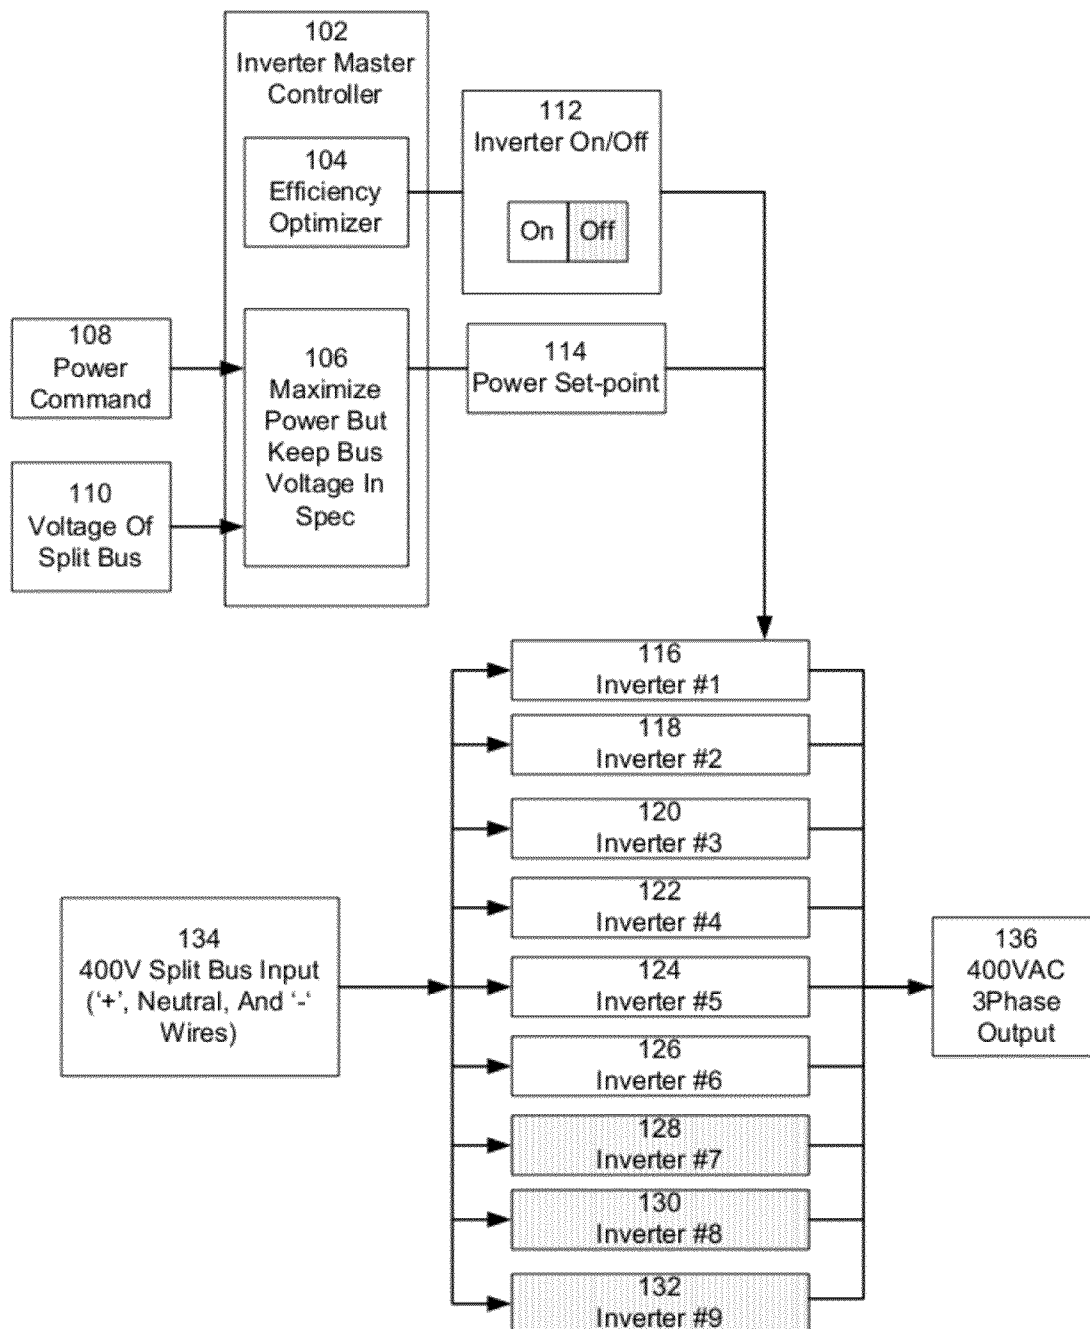 102
Inverter Master
Controller
104
Efficiency
Optimizer
112
Inverter On/Off
On
Off
108
Power
Command
106
Maximize
Power But
Keep Bus
Voltage In
Spec
114
Power Set-point
110
Voltage Of
Split Bus
116
Inverter #1
118
Inverter #2
120
Inverter #3
122
Inverter #4
134
400V Split Bus Input
(‘+’, Neutral, And ‘-‘
Wires)
124
Inverter #5
126
Inverter #6
128
Inverter #7
130
Inverter #8
132
Inverter #9
136
400VAC
3Phase
Output